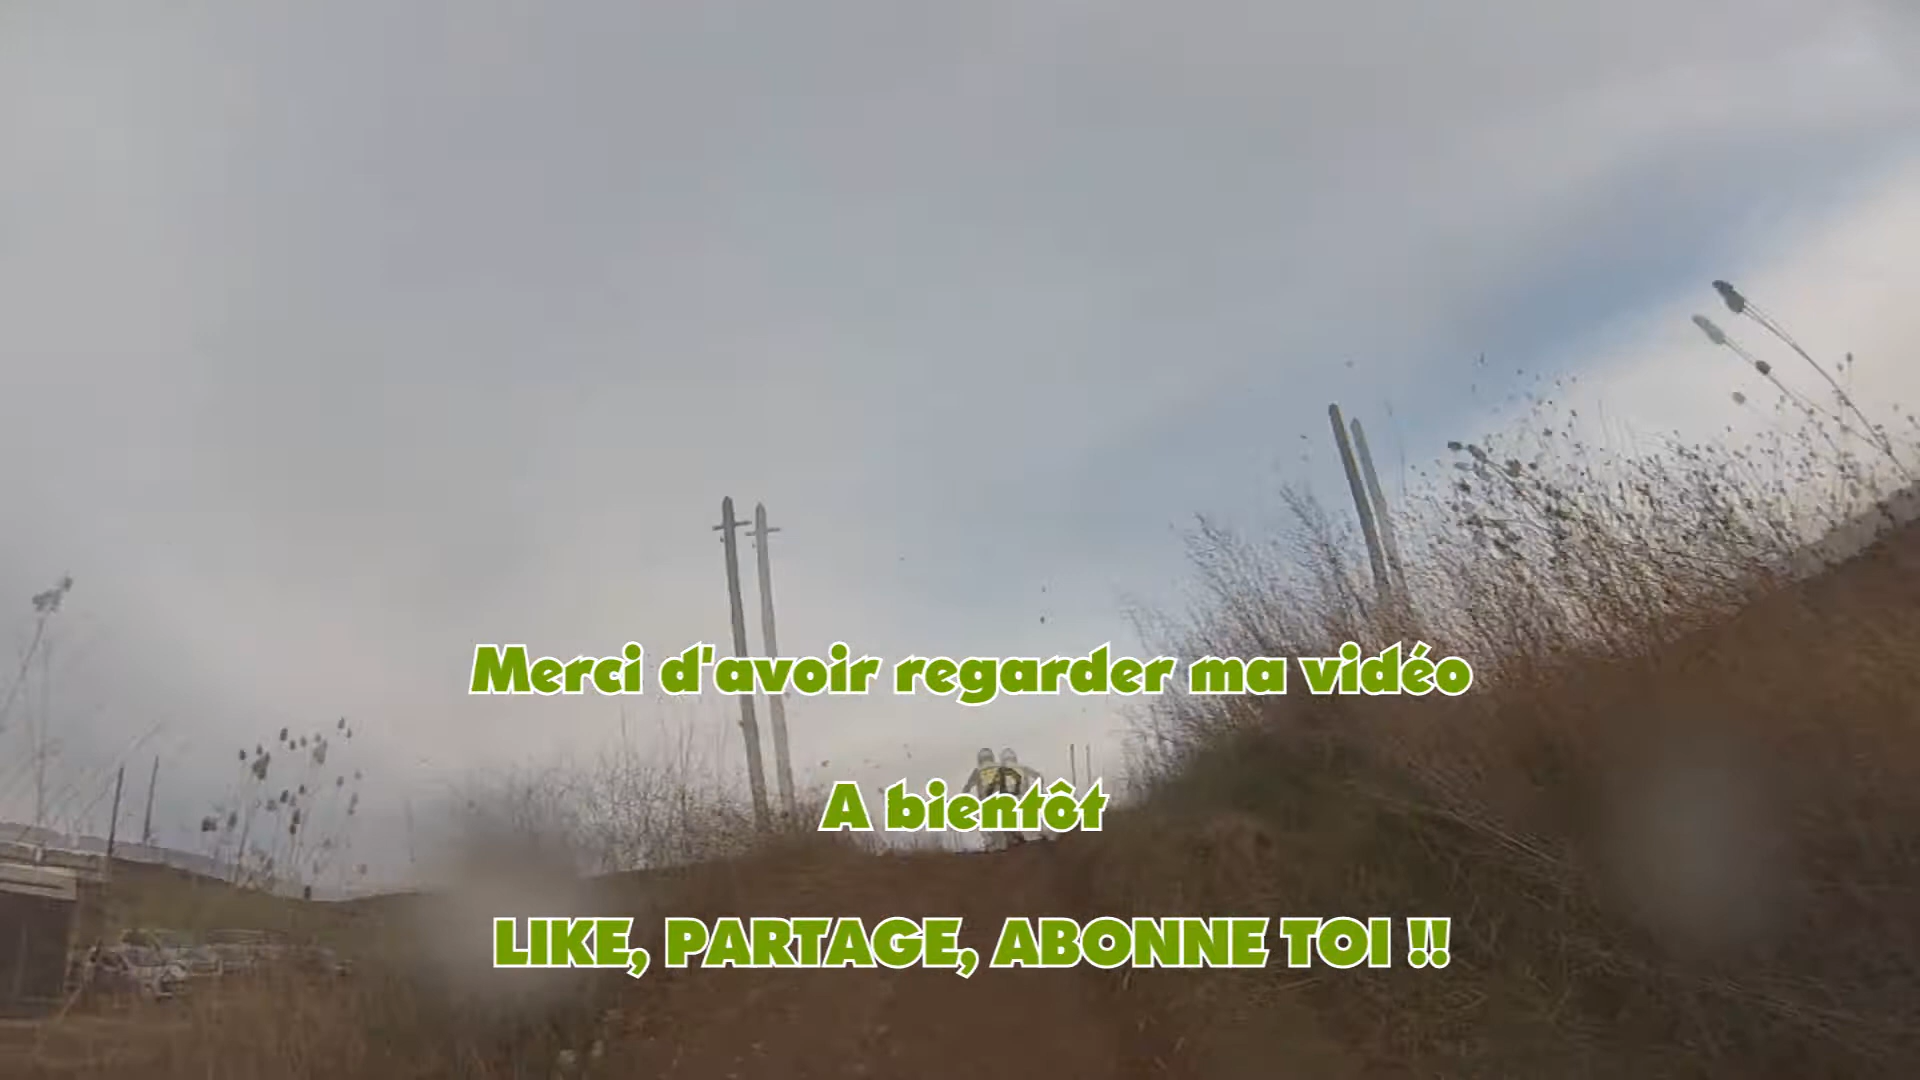 Merci d'avoir regarder ma vidéo
A bientôt
LIKE, PARTAGE, ABONNE TOI !!